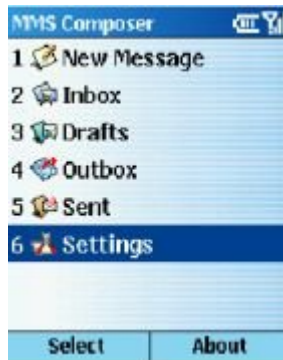 MMS Composer
1 New Message
2 Inbox
3 Drafts
4 Outbox
5 Sent
6 Settings
Select About